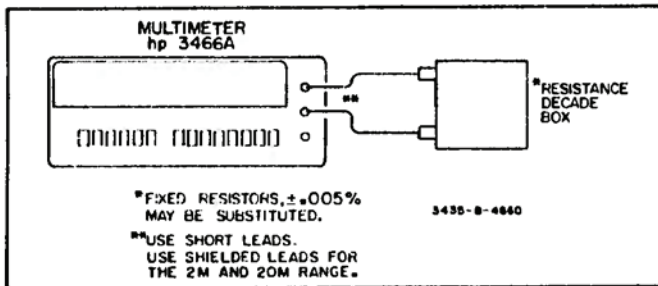 MULTIMETER
hp 3466A
*RESISTANCE
DECADE
BOX
**
*FIXED RESISTORS, ±.005%
MAY BE SUBSTITUTED.
3435-B-4660
**USE SHORT LEADS.
USE SHIELDED LEADS FOR
THE 2M AND 20M RANGE.